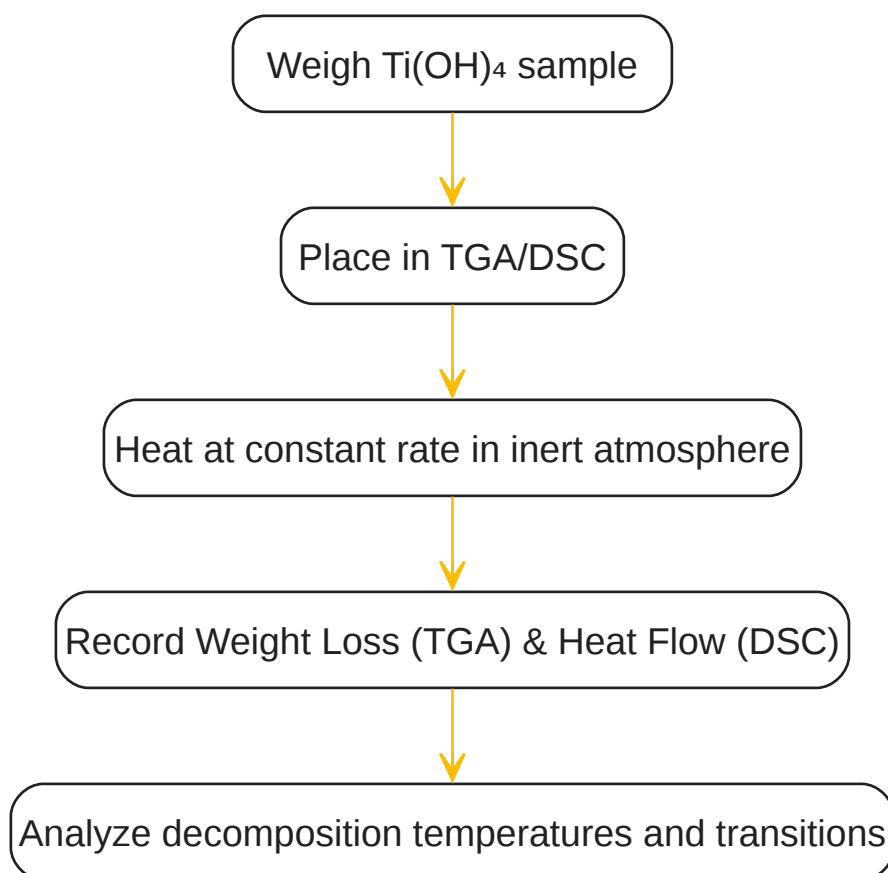 Weigh Ti(OH)₄ sample
Place in TGA/DSC
Heat at constant rate in inert atmosphere
Record Weight Loss (TGA) & Heat Flow (DSC)
Analyze decomposition temperatures and transitions